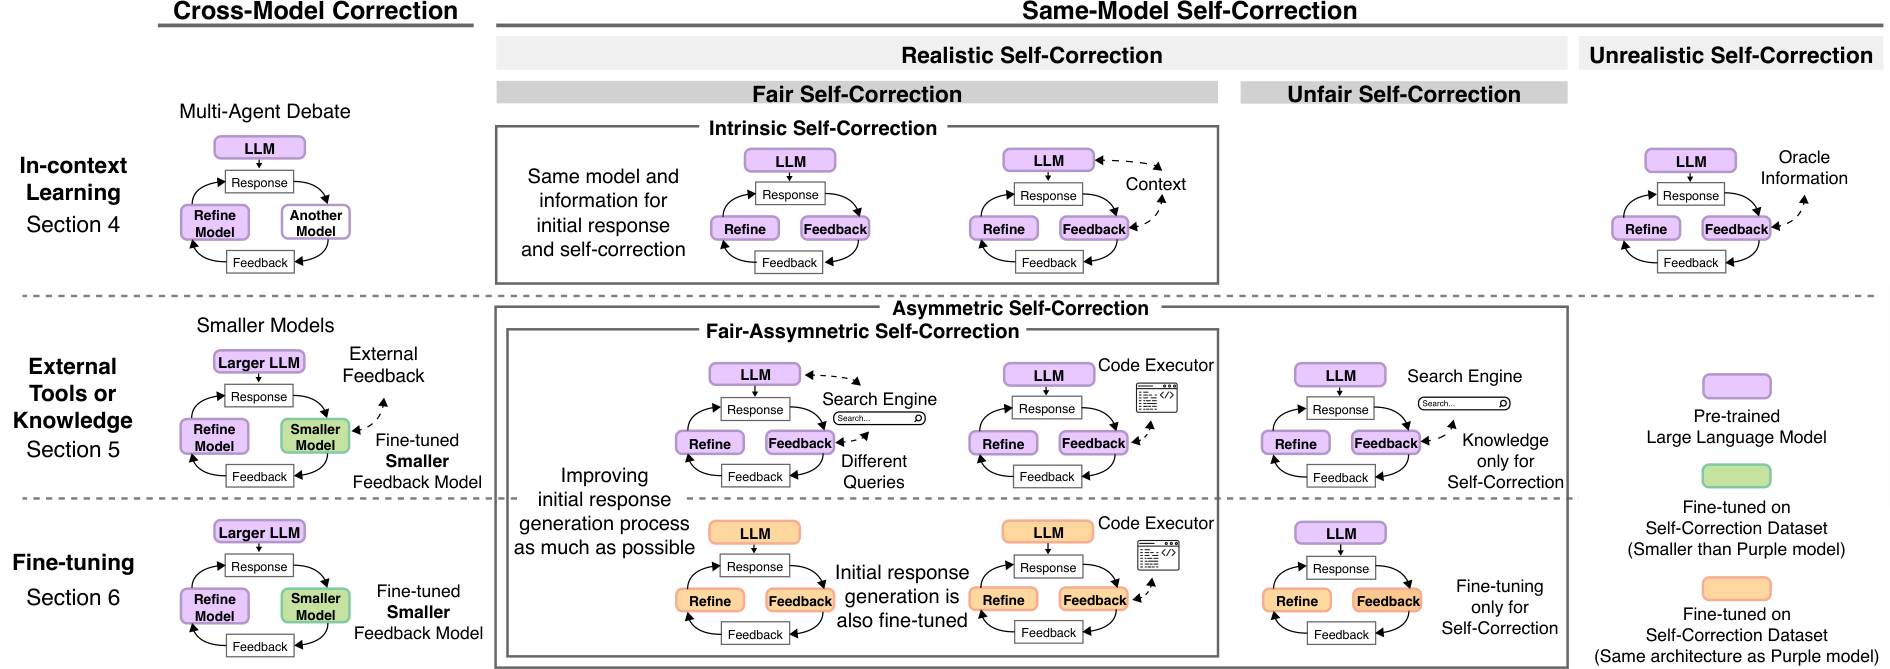 Cross-Model Correction
Same-Model Self-Correction
Realistic Self-Correction
Unrealistic Self-Correction
Fair Self-Correction
Unfair Self-Correction
In-context
Learning
Section 4
Multi-Agent Debate
LLM
Response
Refine
Model
Another
Model
Feedback
Intrinsic Self-Correction
Same model and
information for
initial response
and self-correction
LLM
Response
Refine
Feedback
Feedback
LLM
Response
Context
Refine
Feedback
Feedback
LLM
Response
Oracle
Information
Refine
Feedback
Feedback
External
Tools or
Knowledge
Section 5
Smaller Models
Larger LLM
Response
External
Feedback
Refine
Model
Smaller
Model
Feedback
Fine-tuned
Smaller
Feedback Model
Asymmetric Self-Correction
Fair-Assymnetric Self-Correction
Improving
initial response
generation process
as much as possible
LLM
Response
Search Engine
Search...
Refine
Feedback
Feedback
Different
Queries
LLM
Response
Code Executor
Refine
Feedback
Feedback
LLM
Response
Search Engine
Search...
Refine
Feedback
Feedback
Knowledge
only for
Self-Correction
Fine-tuning
Section 6
Larger LLM
Response
Refine
Model
Smaller
Model
Feedback
Fine-tuned
Smaller
Feedback Model
LLM
Response
Refine
Feedback
Feedback
Initial response
generation is
also fine-tuned
LLM
Response
Code Executor
Refine
Feedback
Feedback
LLM
Response
Refine
Feedback
Feedback
Fine-tuning
only for
Self-Correction
Pre-trained
Large Language Model
Fine-tuned on
Self-Correction Dataset
(Smaller than Purple model)
Fine-tuned on
Self-Correction Dataset
(Same architecture as Purple model)